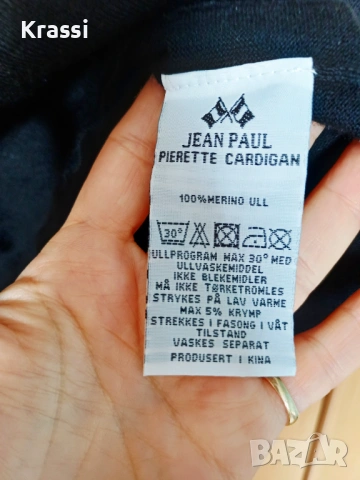 Krassi
JEAN PAUL
PIERETTE CARDIGAN
100% MERINO ULL
30°
ULLPROGRAM MAX 30° MED
ULLVASKEMIDDEL
IKKE BLEKEMIDLER
MÅ IKKE TØRKETROMLES
STRYKES PÅ LAV VARME
MAX 5% KRYMP
STREKKES I FASONG I VÅT
TILSTAND
VASKES SEPARAT
PRODUSERT I KINA
BAZAR